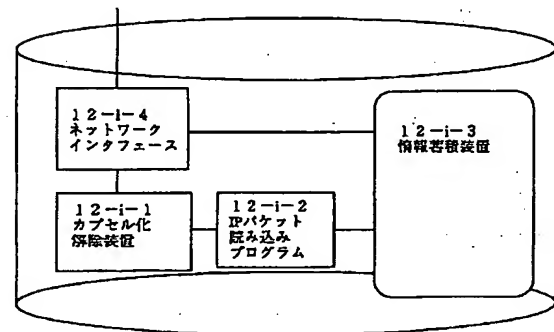 12-i-4
ネットワーク
インタフェース
12-i-3
情報蓄積装置
12-i-1
カプセル化
解除装置
12-i-2
IPパケット
読み込み
プログラム